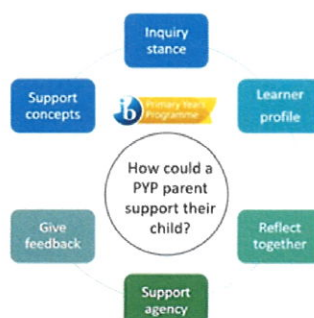 Inquiry
stance
Support
concepts
ib Primary Years
Programme
Learner
profile
How could a
PYP parent
support their
child?
Give
feedback
Reflect
together
Support
agency